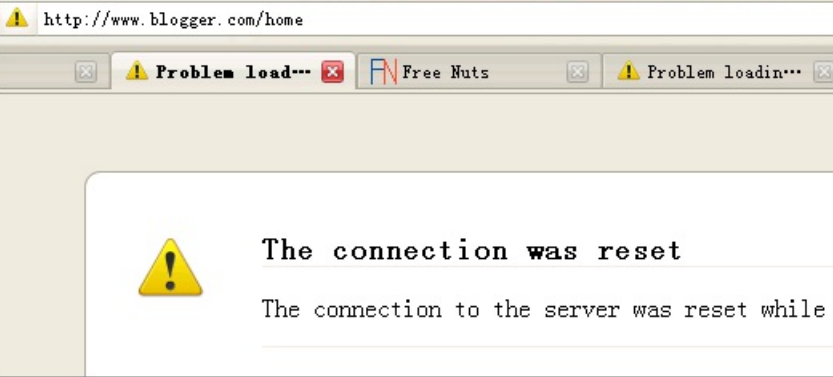 http://www.blogger.com/home
Problem load… FN Free Nuts Problem loadin…
The connection was reset
The connection to the server was reset while